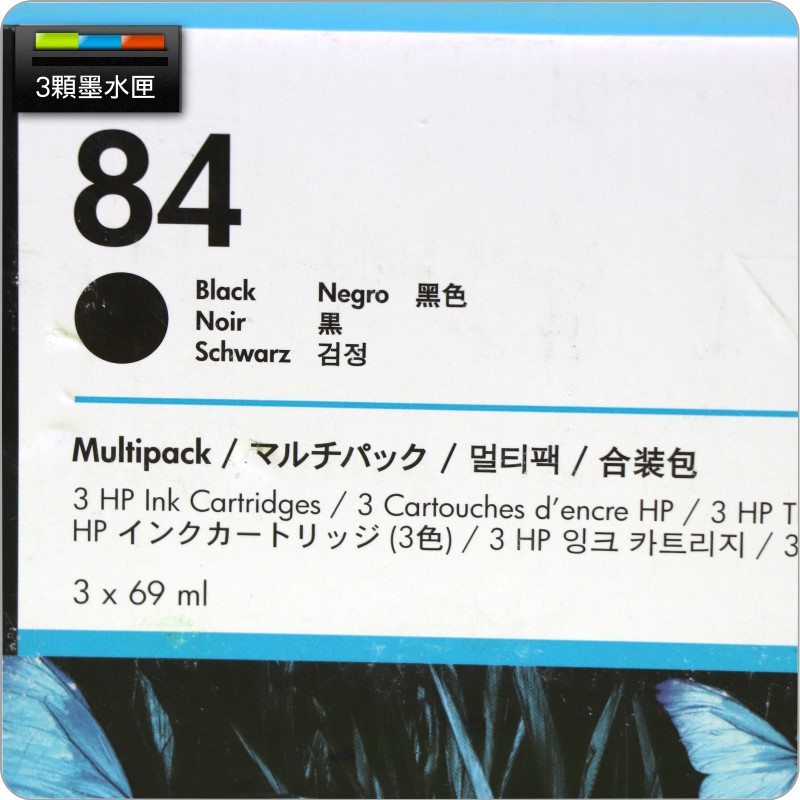 3顆墨水匣
84
Black Negro 黑色
Noir 黒
Schwarz 검정
Multipack / マルチパック / 멀티팩 / 合装包
3 HP Ink Cartridges / 3 Cartouches d'encre HP / 3 HP T
HP インクカートリッジ (3色) / 3 HP 잉크 카트리지 / 3
3 x 69 ml